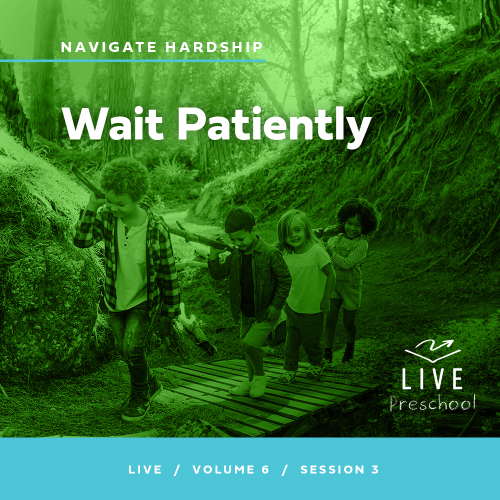 NAVIGATE HARDSHIP
Wait Patiently
LIVE
Preschool
LIVE / VOLUME 6 / SESSION 3